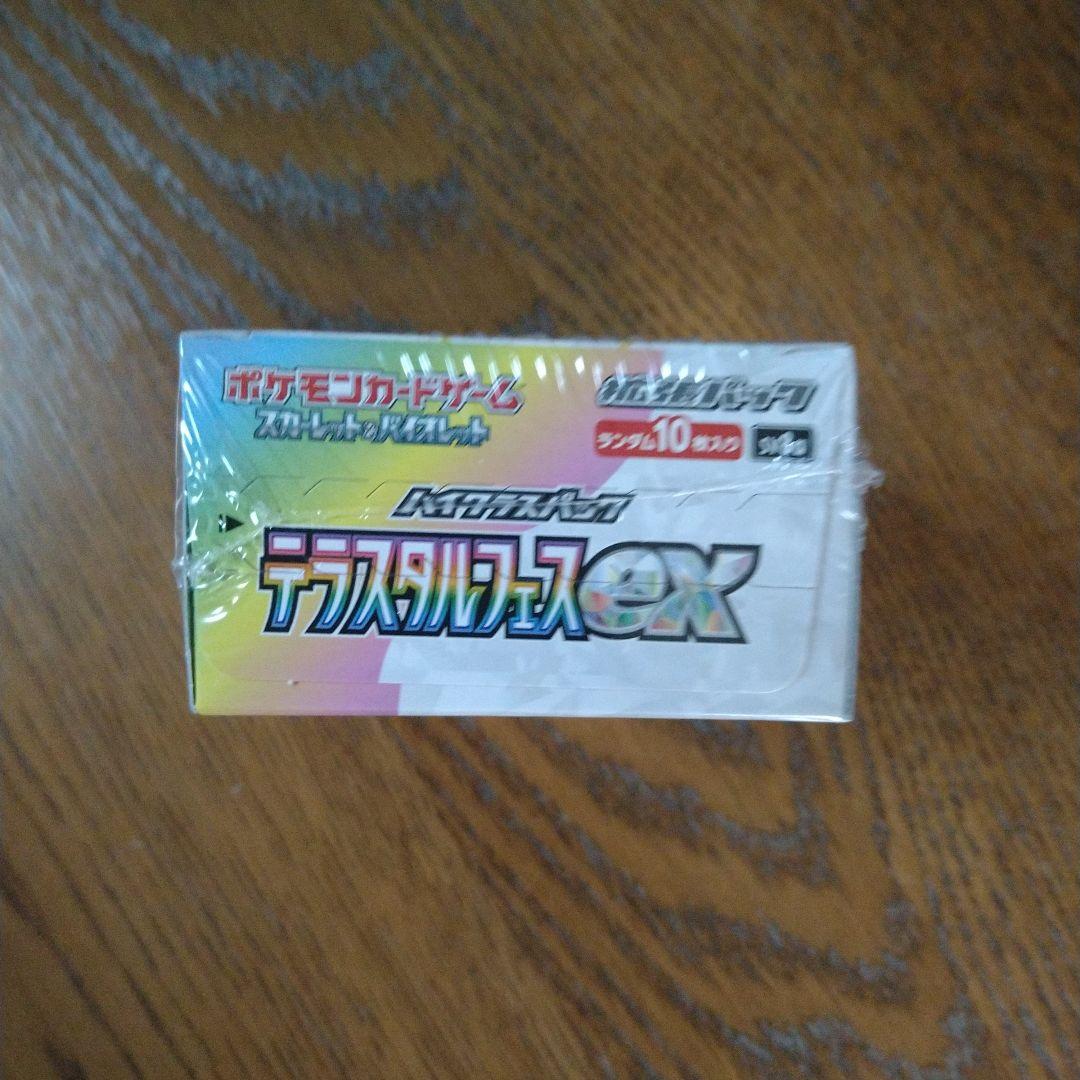 ポケモンカードゲーム
スカーレット&バイオレット
拡張パック
ランダム10枚入り
ハイクラスパック
テラスタルフェスex